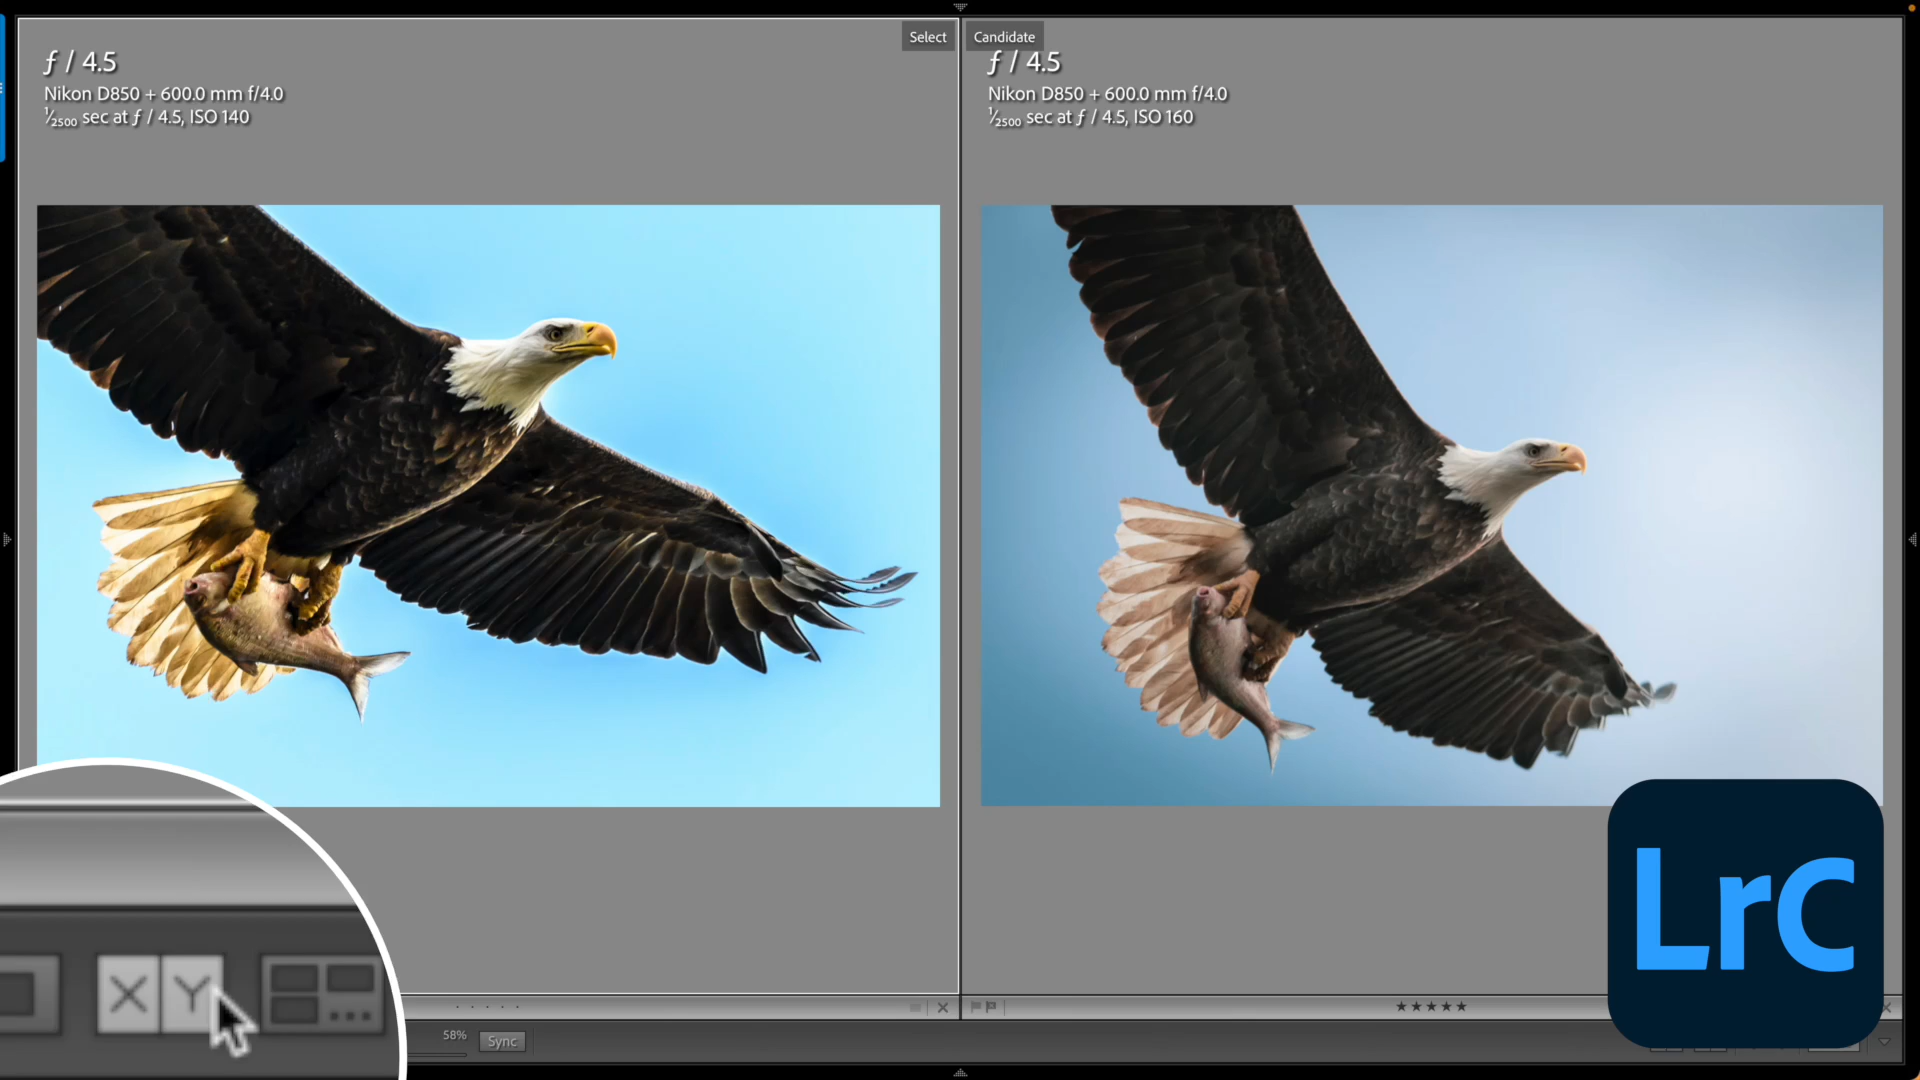 Select
ƒ / 4.5
Nikon D850 + 600.0 mm f/4.0
1/2500 sec at ƒ / 4.5, ISO 140
Candidate
ƒ / 4.5
Nikon D850 + 600.0 mm f/4.0
1/2500 sec at ƒ / 4.5, ISO 160
XY
58%
Sync
LrC